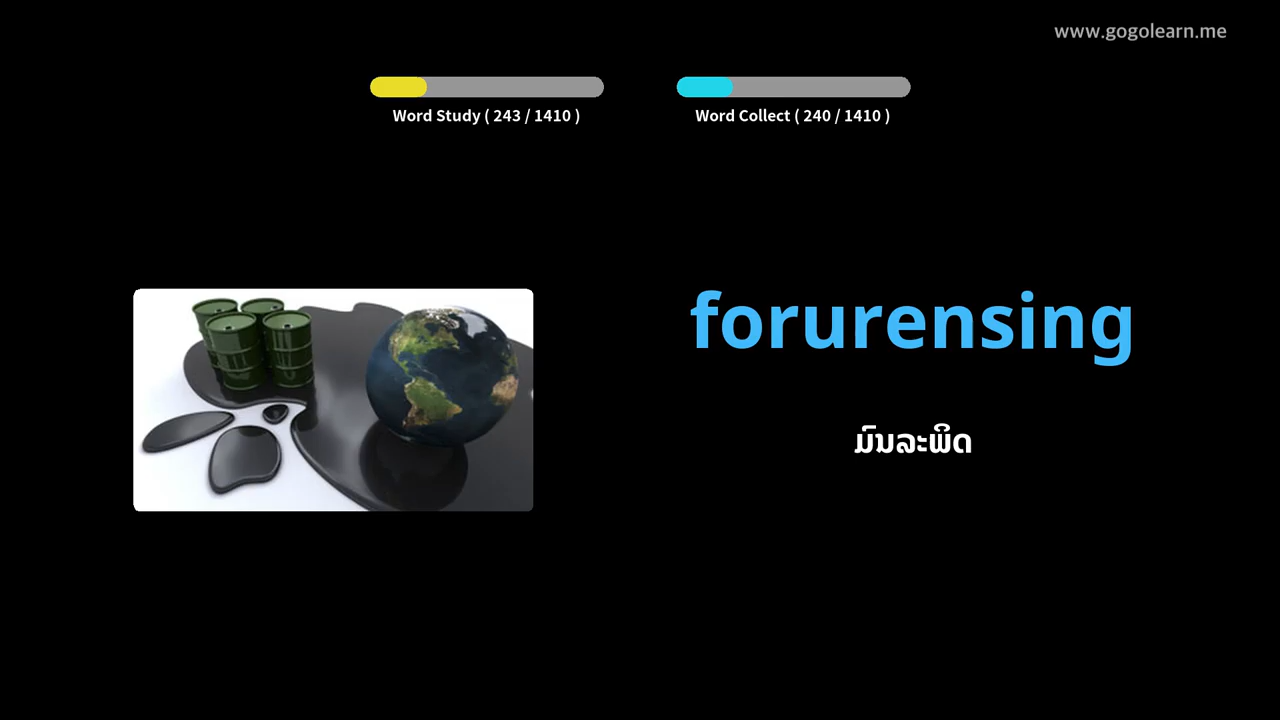 www.gogolearn.me
Word Study ( 243 / 1410 )
Word Collect ( 240 / 1410 )
forurensing
ມົນລະພິດ